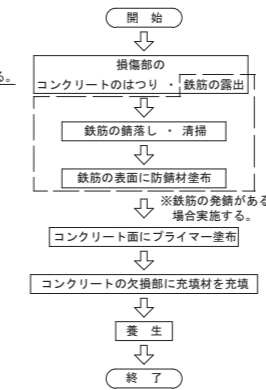 開 始
る。
損傷部の
コンクリートのはつり ・ 鉄筋の露出
鉄筋の錆落し ・ 清掃
鉄筋の表面に防錆材塗布
※鉄筋の発錆がある
場合実施する。
コンクリート面にプライマー塗布
コンクリートの欠損部に充填材を充填
養 生
終 了